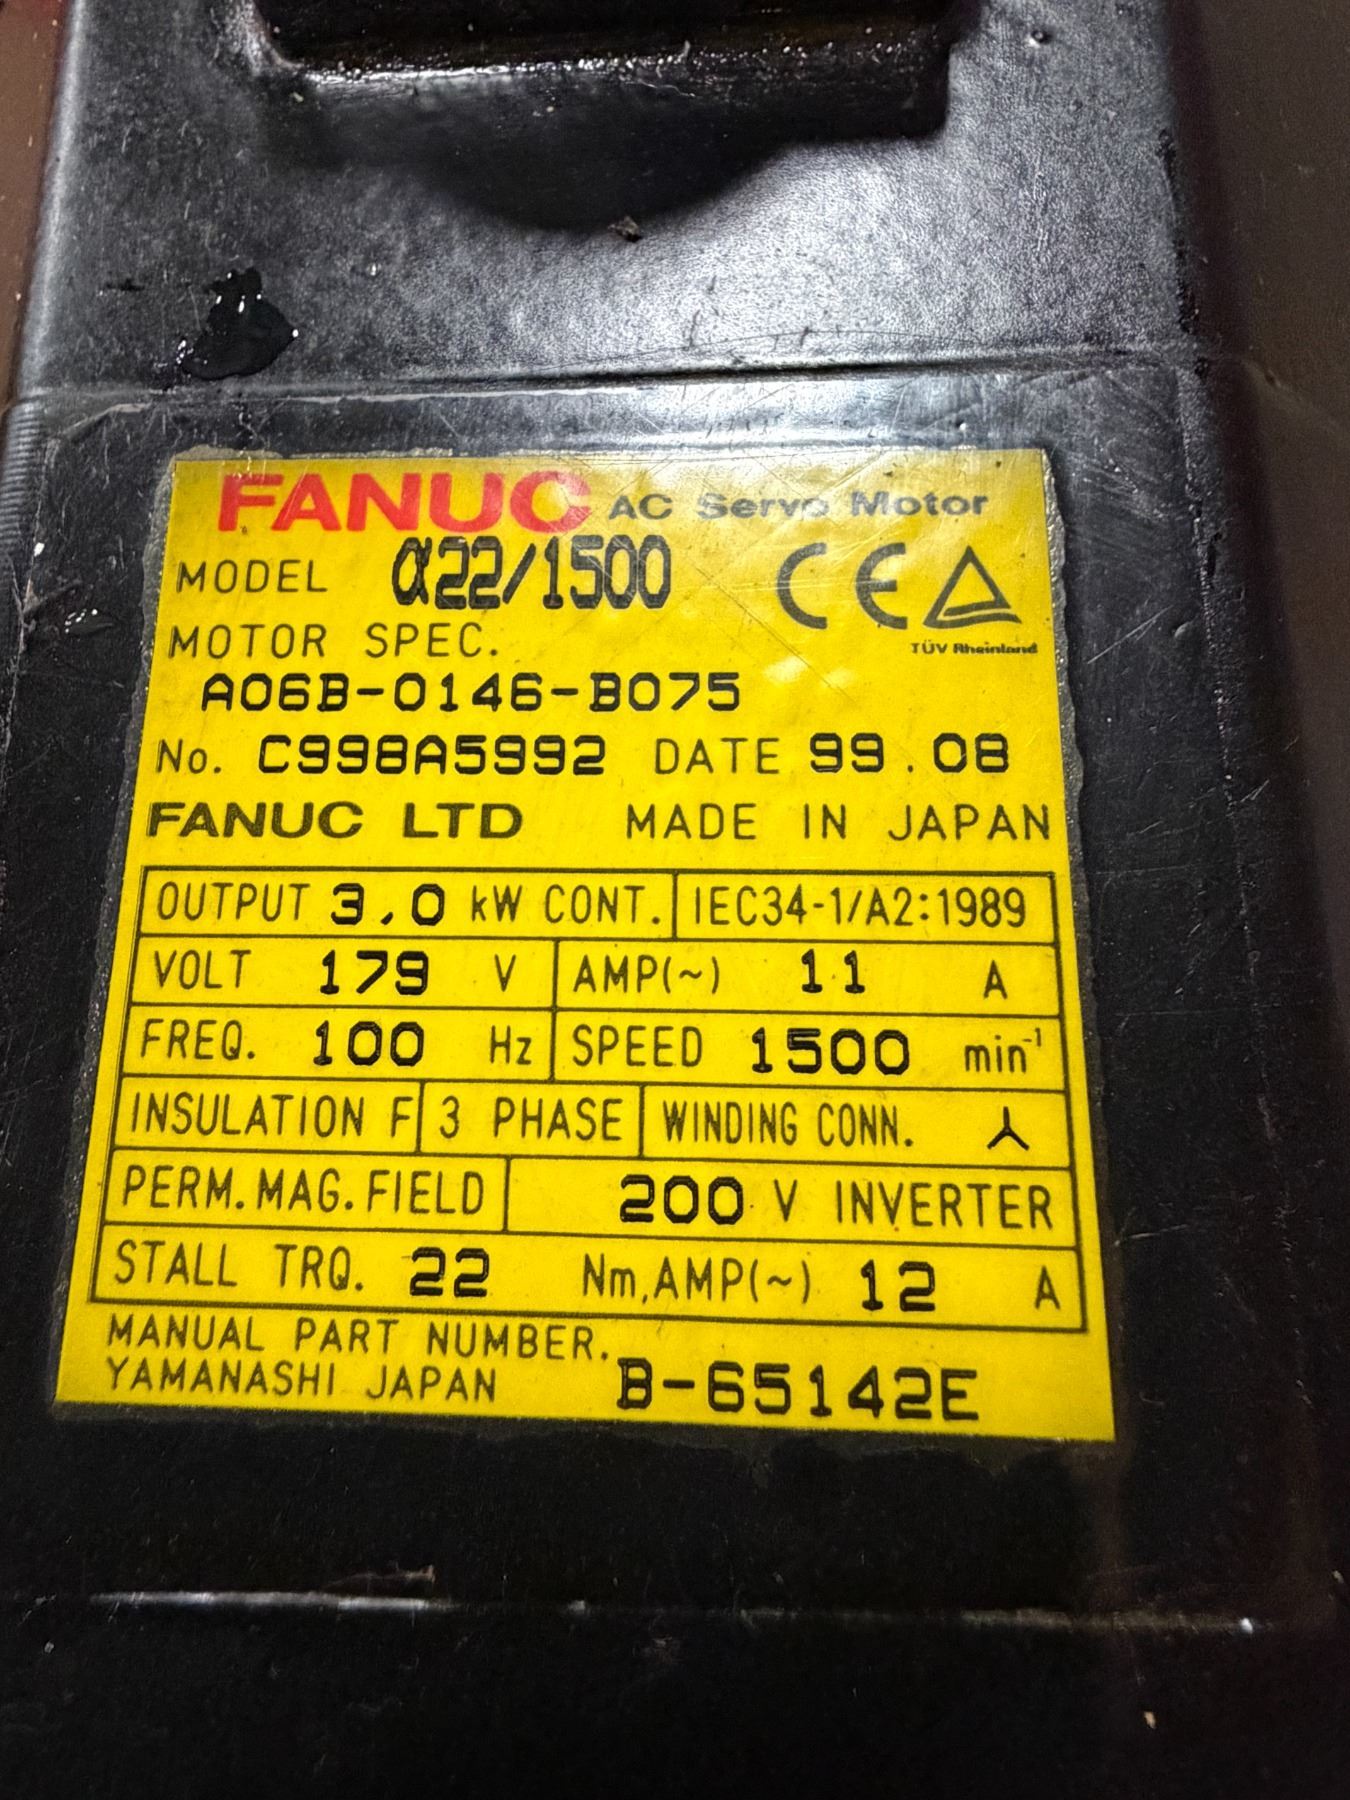 FANUC AC Servo Motor
MODEL α22/1500 CE
TÜV Rheinland
MOTOR SPEC.
A06B-0146-B075
No. C998A5992 DATE 99.08
FANUC LTD MADE IN JAPAN
OUTPUT 3.0 kW CONT. IEC34-1/A2:1989
VOLT 179 V AMP(~) 11 A
FREQ. 100 Hz SPEED 1500 min⁻¹
INSULATION F 3 PHASE WINDING CONN.
PERM.MAG.FIELD 200 V INVERTER
STALL TRQ. 22 Nm,AMP(~) 12 A
MANUAL PART NUMBER.
YAMANASHI JAPAN B-65142E